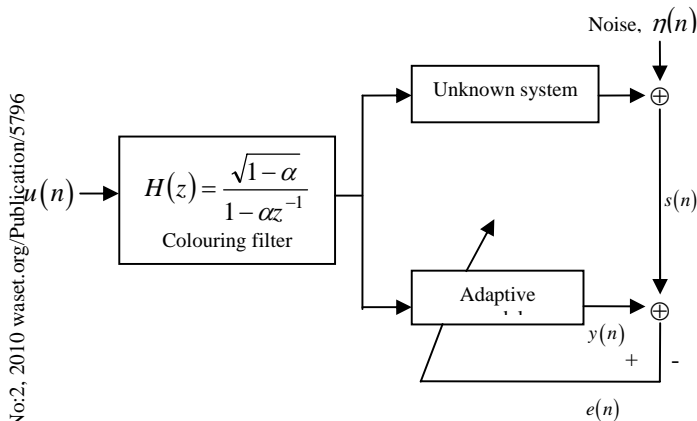 Noise, η(n)
Unknown system
No:2, 2010 waset.org/Publication/5796
u(n)
H(z) = √(1−α) / (1−αz⁻¹)
Colouring filter
s(n)
Adaptive
y(n)
+ -
e(n)